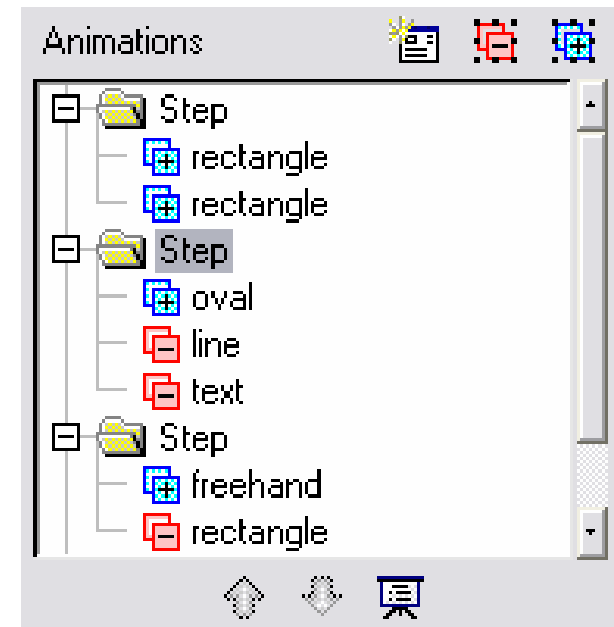 Animations
Step
rectangle
rectangle
Step
oval
line
text
Step
freehand
rectangle